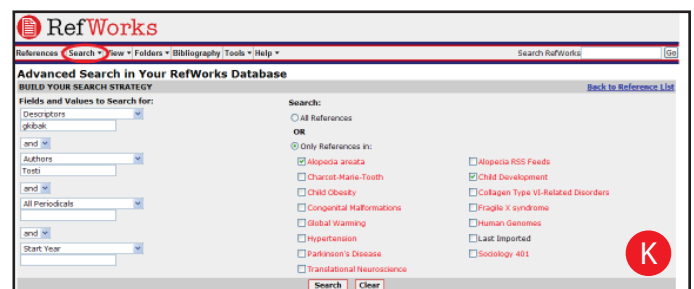 RefWorks
References Search View Folders Bibliography Tools Help Search RefWorks Go
Advanced Search in Your RefWorks Database
BUILD YOUR SEARCH STRATEGY Back to Reference List
Fields and Values to Search for: Search:
Descriptors All References
gkibak OR
and Only References in:
Authors Alopecia areata Alopecia RSS Feeds
Tosti Charcot-Marie-Tooth Child Development
and Child Obesity Collagen Type VI-Related Disorders
All Periodicals Congenital Malformations Fragile X syndrome
Global Warming Human Genomes
and Hypertension Last Imported
Start Year Parkinson's Disease Sociology 401
Translational Neuroscience
Search Clear
K